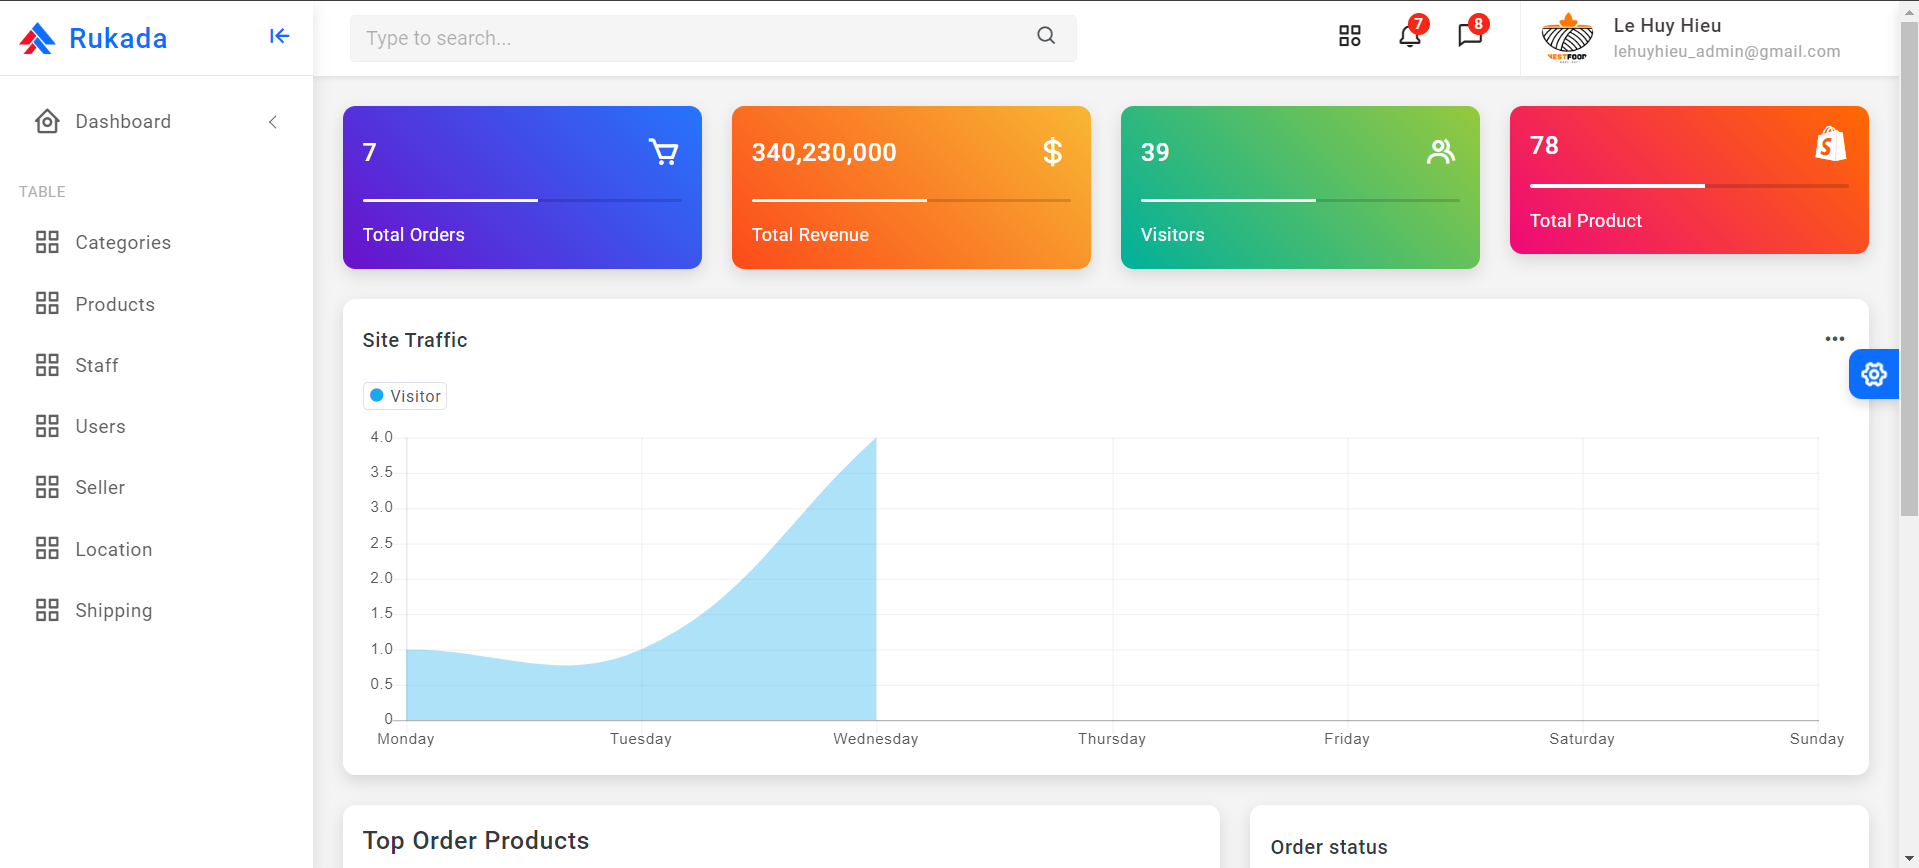 Rukada
Type to search...
7
8
Le Huy Hieu
lehuyhieu_admin@gmail.com
Dashboard
TABLE
Categories
Products
Staff
Users
Seller
Location
Shipping
7
Total Orders
340,230,000
$
Total Revenue
39
Visitors
78
S
Total Product
Site Traffic
Visitor
4.0
3.5
3.0
2.5
2.0
1.5
1.0
0.5
0
Monday Tuesday Wednesday Thursday Friday Saturday Sunday
Top Order Products
Order status